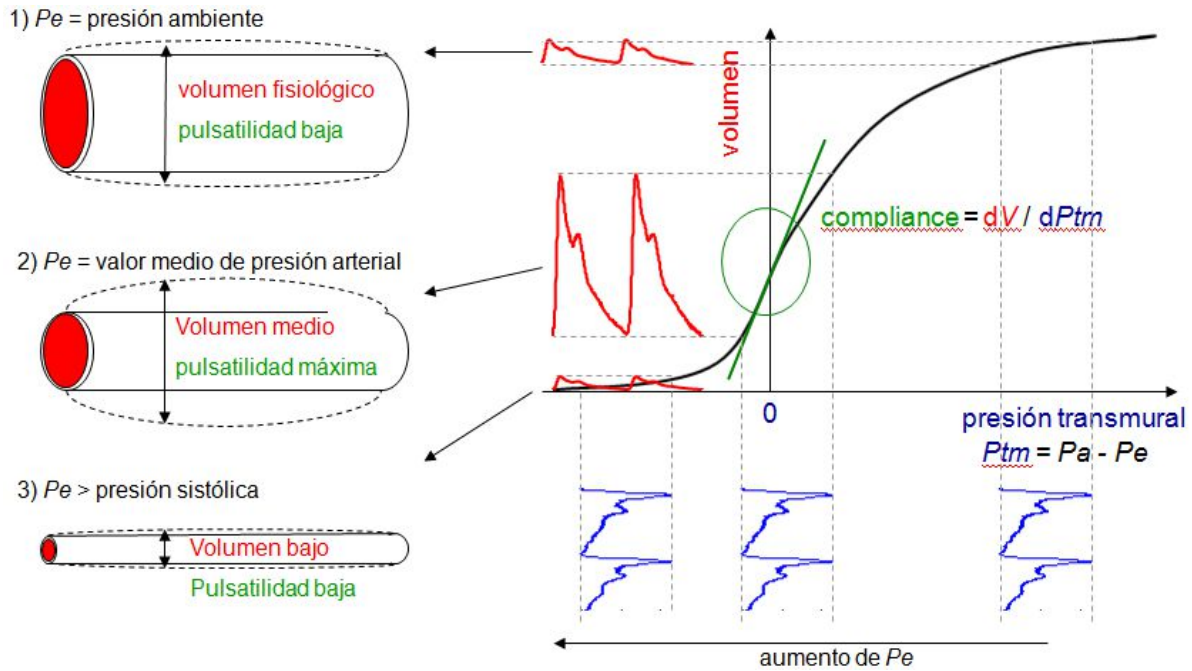 1) Pe = presión ambiente
volumen fisiológico
pulsatilidad baja
2) Pe = valor medio de presión arterial
Volumen medio
pulsatilidad máxima
3) Pe > presión sistólica
Volumen bajo
Pulsatilidad baja
volumen
compliance = dV / dPtm
0
presión transmural
Ptm = Pa - Pe
aumento de Pe